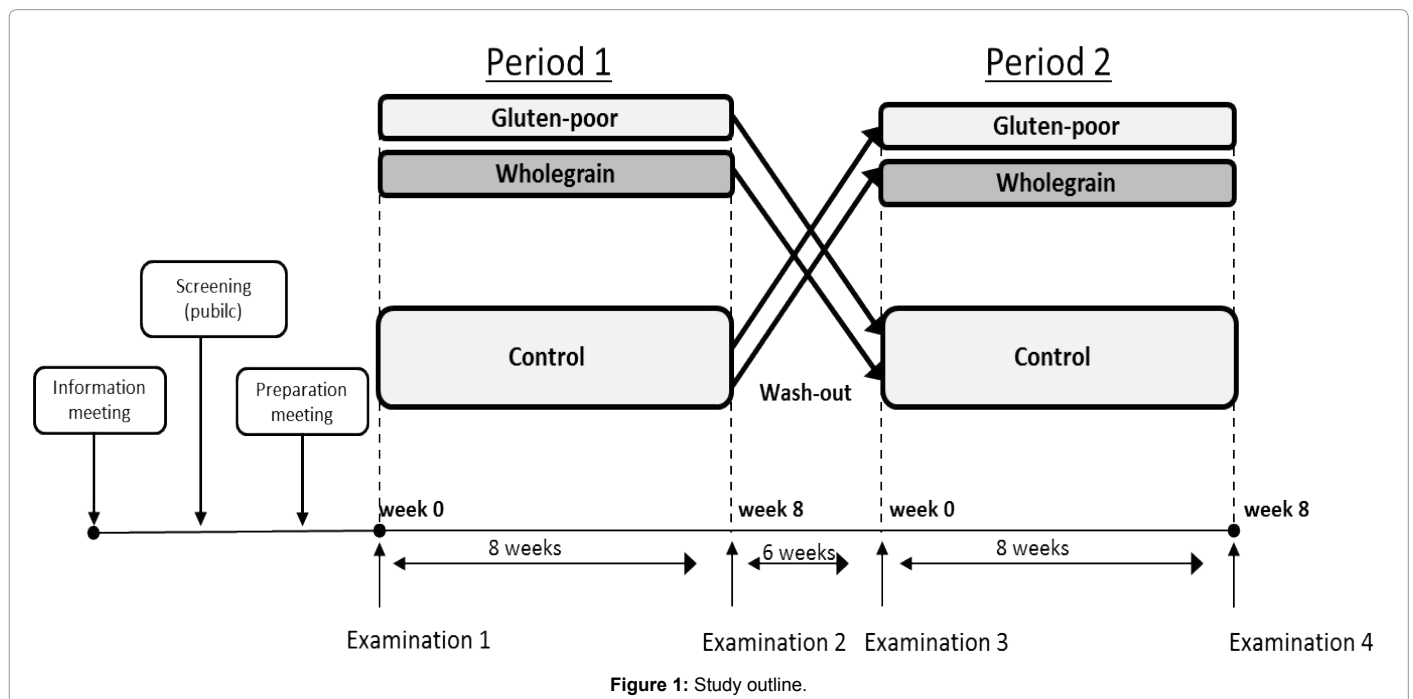 Period 1
Period 2
Gluten-poor
Gluten-poor
Wholegrain
Wholegrain
Screening
(pubilc)
Control
Control
Information
meeting
Preparation
meeting
Wash-out
week 0
week 8
week 0
week 8
8 weeks
6 weeks
8 weeks
Examination 1
Examination 2
Examination 3
Examination 4
Figure 1: Study outline.